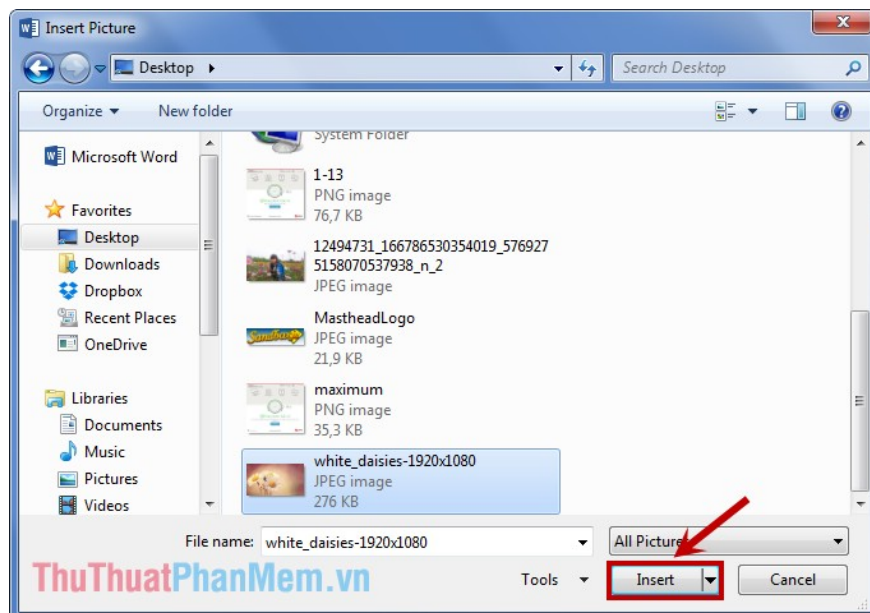 Insert Picture
Desktop
Search Desktop
Organize
New folder
Microsoft Word
Favorites
Desktop
Downloads
Dropbox
Recent Places
OneDrive
Libraries
Documents
Music
Pictures
Videos
System Folder
1-13
PNG image
76,7 KB
12494731_166786530354019_576927
5158070537938_n_2
JPEG image
MastheadLogo
JPEG image
21,9 KB
maximum
PNG image
35,3 KB
white_daisies-1920x1080
JPEG image
276 KB
File name: white_daisies-1920x1080
All Pictures
ThuThuatPhanMem.vn
Tools
Insert
Cancel